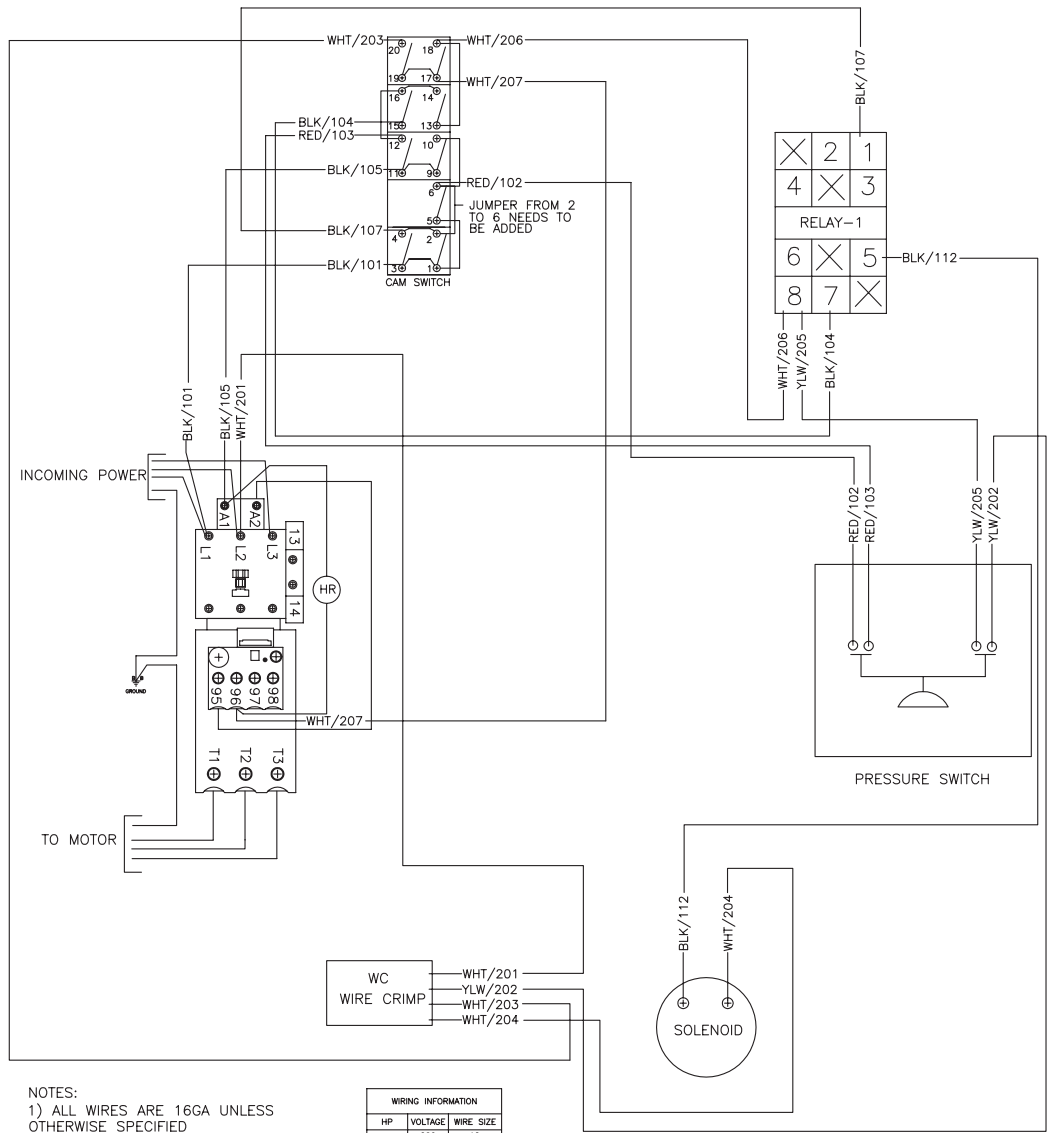 WHT/203
WHT/206
20
18
19
17
WHT/207
16
14
BLK/104
15
13
RED/103
12
10
BLK/105
11
9
RED/102
6
JUMPER FROM 2
TO 6 NEEDS TO
BE ADDED
5
BLK/107
4
2
BLK/101
3
1
CAM SWITCH
BLK/107
2
1
4
3
RELAY-1
6
5
BLK/112
8
7
WHT/206
YLW/205
BLK/104
BLK/101
BLK/105
WHT/201
INCOMING POWER
A1
A2
L1
L2
L3
13
14
HR
RED/102
RED/103
YLW/205
YLW/202
GROUND
95
96
97
98
WHT/207
T1
T2
T3
PRESSURE SWITCH
TO MOTOR
BLK/112
WHT/204
WC
WIRE CRIMP
WHT/201
YLW/202
WHT/203
WHT/204
SOLENOID
NOTES:
1) ALL WIRES ARE 16GA UNLESS
OTHERWISE SPECIFIED
WIRING INFORMATION
HP VOLTAGE WIRE SIZE